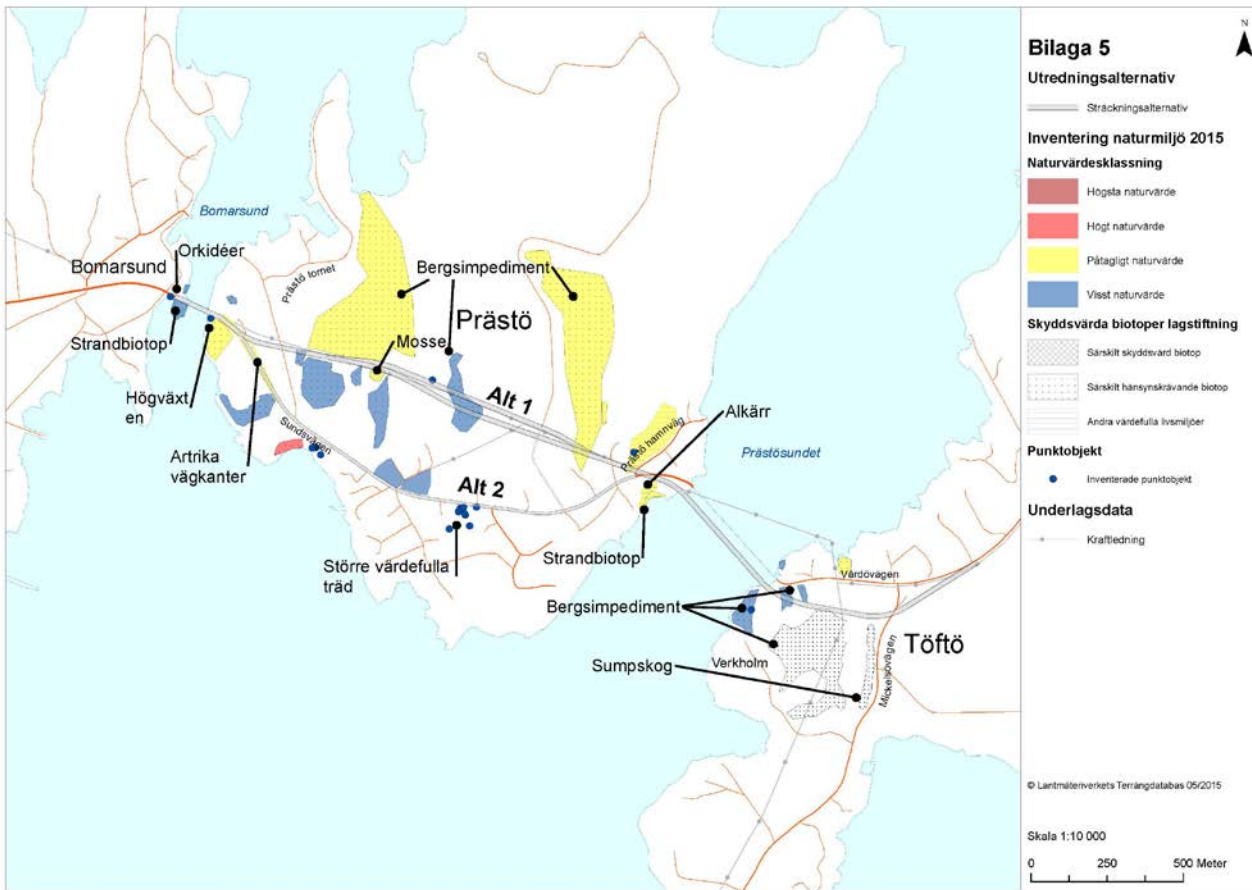 Bomarsund
Orkidéer
Bomarsund
Strandbiotop
Högväxt
en
Artrika
vägkanter
Prästö tornet
Bergsimpediment
Prästö
Mosse
Alt 1
Sundsvägen
Alt 2
Större värdefulla
träd
Prästö hamnväg
Alkärr
Prästösundet
Strandbiotop
Vårdövägen
Bergsimpediment
Töftö
Verkholm
Sumpskog
Mickelsövägen
N
Bilaga 5
Utredningsalternativ
Sträckningsalternativ
Inventering naturmiljö 2015
Naturvärdesklassning
Högsta naturvärde
Högt naturvärde
Påtagligt naturvärde
Visst naturvärde
Skyddsvärda biotoper lagstiftning
Särskilt skyddsvärd biotop
Särskilt hänsynskrävande biotop
Andra värdefulla livsmiljöer
Punktobjekt
Inventerade punktobjekt
Underlagsdata
Kraftledning
© Lantmäteriverkets Terrängdatabas 05/2015
Skala 1:10 000
0 250 500 Meter